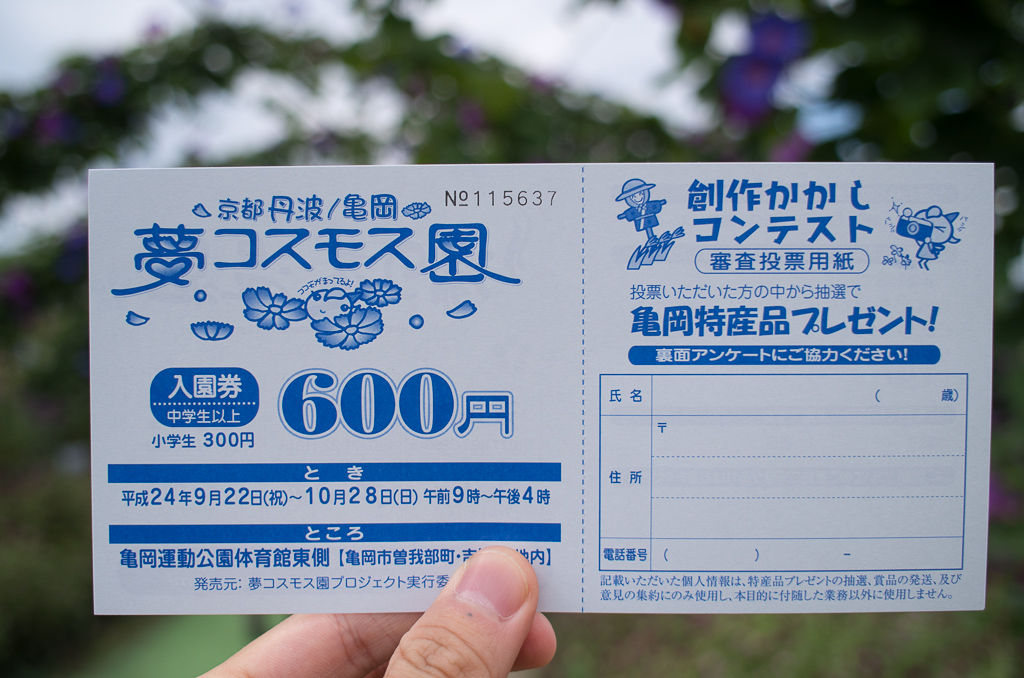 京都 丹波/亀岡
№115637
夢コスモス園
ココモがまってるよ!
入園券
中学生以上
600円
小学生 300円
とき
平成24年9月22日(祝)~10月28日(日) 午前9時~午後4時
ところ
亀岡運動公園体育館東側【亀岡市曽我部町・地内】
発売元: 夢コスモス園プロジェクト実行委
創作かかし
コンテスト
審査投票用紙
投票いただいた方の中から抽選で
亀岡特産品プレゼント!
裏面アンケートにご協力ください!
氏名 ( 歳)
〒
住所
電話番号 ( ) －
記載いただいた個人情報は、特産品プレゼントの抽選、賞品の発送、及び
意見の集約にのみ使用し、本目的に付随した業務以外に使用しません。